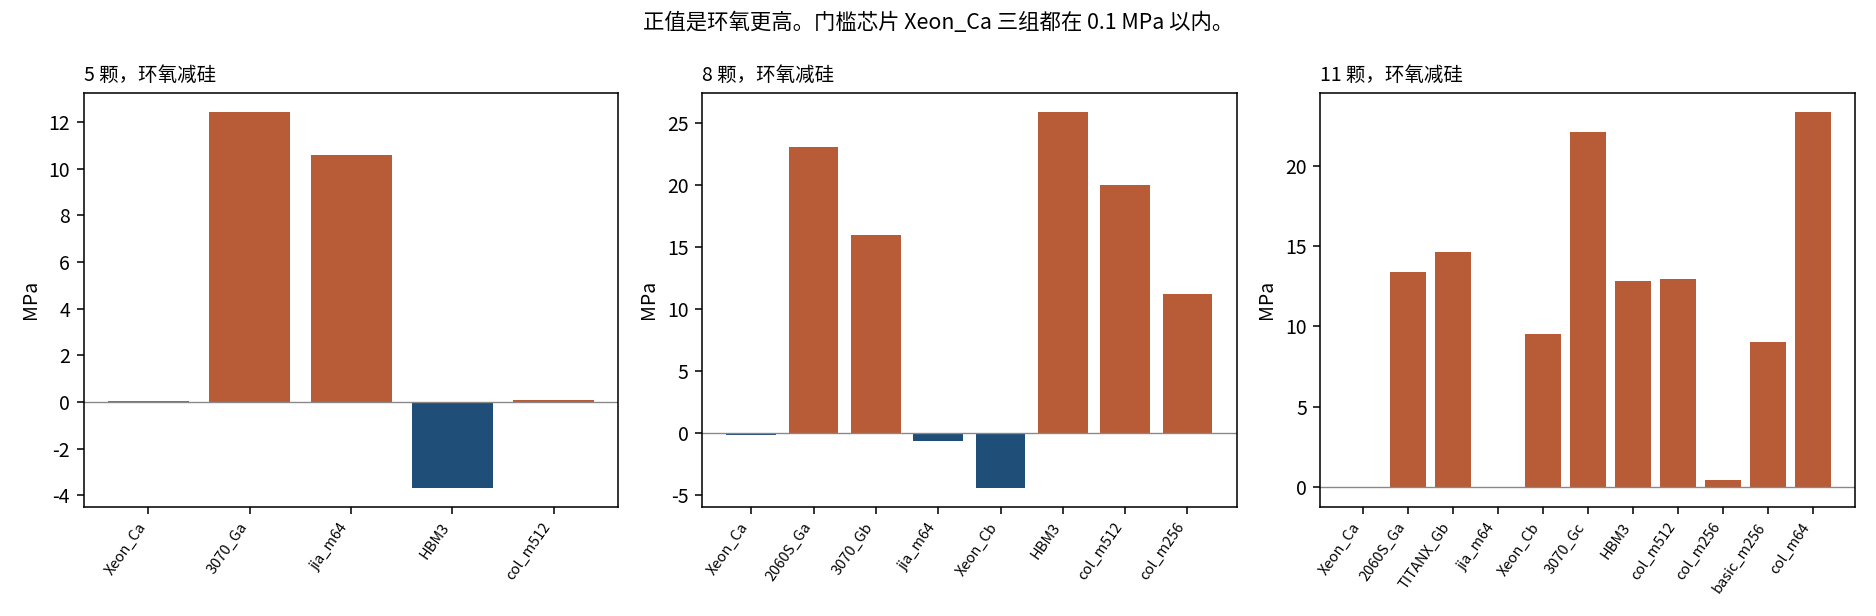 正值是环氧更高。门槛芯片 Xeon_Ca 三组都在 0.1 MPa 以内。
5 颗，环氧减硅
MPa
12
10
8
6
4
2
0
-2
-4
Xeon_Ca
3070_Ga
jia_m64
HBM3
col_m512
8 颗，环氧减硅
MPa
25
20
15
10
5
0
-5
Xeon_Ca
2060S_Ga
3070_Gb
jia_m64
Xeon_Cb
HBM3
col_m512
col_m256
11 颗，环氧减硅
MPa
20
15
10
5
0
Xeon_Ca
2060S_Ga
TITANX_Gb
jia_m64
Xeon_Cb
3070_Gc
HBM3
col_m512
col_m256
basic_m256
col_m64